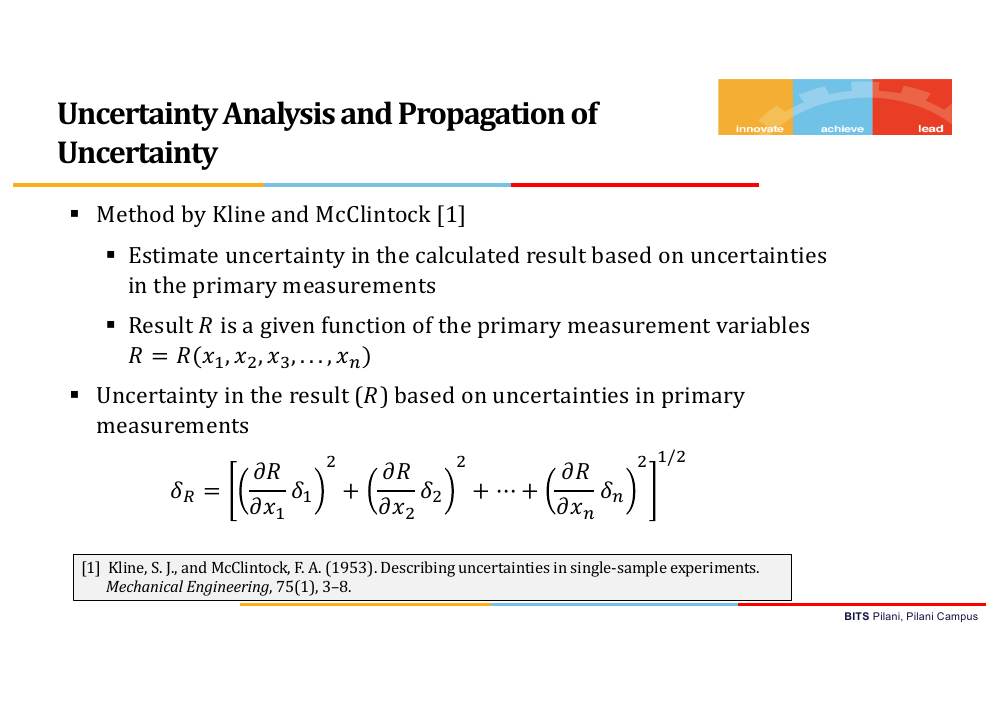 Uncertainty Analysis and Propagation of
Uncertainty
innovate achieve lead
▪ Method by Kline and McClintock [1]
▪ Estimate uncertainty in the calculated result based on uncertainties
in the primary measurements
▪ Result 𝑅 is a given function of the primary measurement variables
𝑅 = 𝑅(𝑥₁, 𝑥₂, 𝑥₃, . . . , 𝑥ₙ)
▪ Uncertainty in the result (𝑅) based on uncertainties in primary
measurements
𝛿_𝑅 = [(∂𝑅/∂𝑥₁ 𝛿₁)² + (∂𝑅/∂𝑥₂ 𝛿₂)² + ⋯ + (∂𝑅/∂𝑥ₙ 𝛿ₙ)²]^{1/2}
[1] Kline, S. J., and McClintock, F. A. (1953). Describing uncertainties in single-sample experiments.
Mechanical Engineering, 75(1), 3–8.
BITS Pilani, Pilani Campus